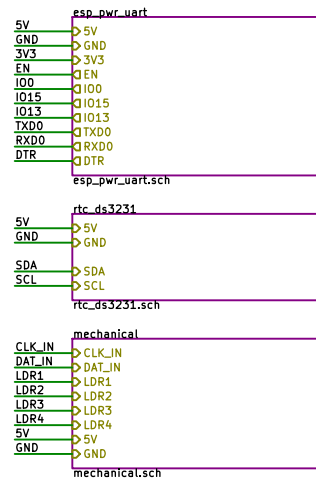 esp_pwr_uart
5V 5V
GND GND
3V3 3V3
EN EN
IO0 IO0
IO15 IO15
IO13 IO13
TXD0 TXD0
RXD0 RXD0
DTR DTR
esp_pwr_uart.sch
rtc_ds3231
5V 5V
GND GND
SDA SDA
SCL SCL
rtc_ds3231.sch
mechanical
CLK_IN CLK_IN
DAT_IN DAT_IN
LDR1 LDR1
LDR2 LDR2
LDR3 LDR3
LDR4 LDR4
5V 5V
GND GND
mechanical.sch